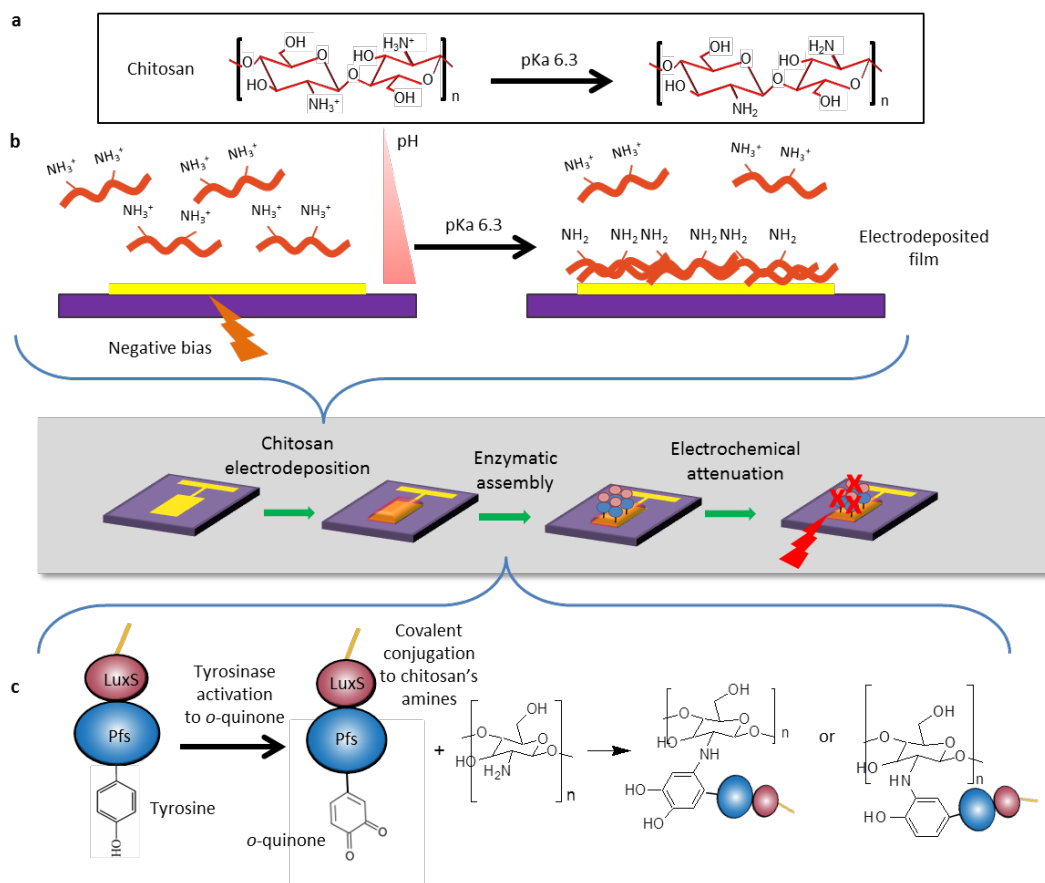 a
Chitosan
OH
O
H₃N⁺
HO
O
O
HO
O
NH₃⁺
OH
n
pKa 6.3
OH
O
H₂N
HO
O
O
HO
O
NH₂
OH
n
b
NH₃⁺ NH₃⁺
NH₃⁺ NH₃⁺
NH₃⁺ NH₃⁺
NH₃⁺ NH₃⁺
pH
pKa 6.3
NH₃⁺ NH₃⁺
NH₃⁺ NH₃⁺
NH₂ NH₂ NH₂ NH₂ NH₂ NH₂
Electrodeposited
film
Negative bias
Chitosan
electrodeposition
Enzymatic
assembly
Electrochemical
attenuation
c
LuxS
Pfs
HO
Tyrosine
Tyrosinase
activation
to o-quinone
LuxS
Pfs
O
O
o-quinone
Covalent
conjugation
to chitosan's
amines
+
OH
O
O
HO
O
H₂N
n
OH
O
O
HO
O
n
NH
HO
HO
or
OH
O
O
HO
O
n
HN
HO